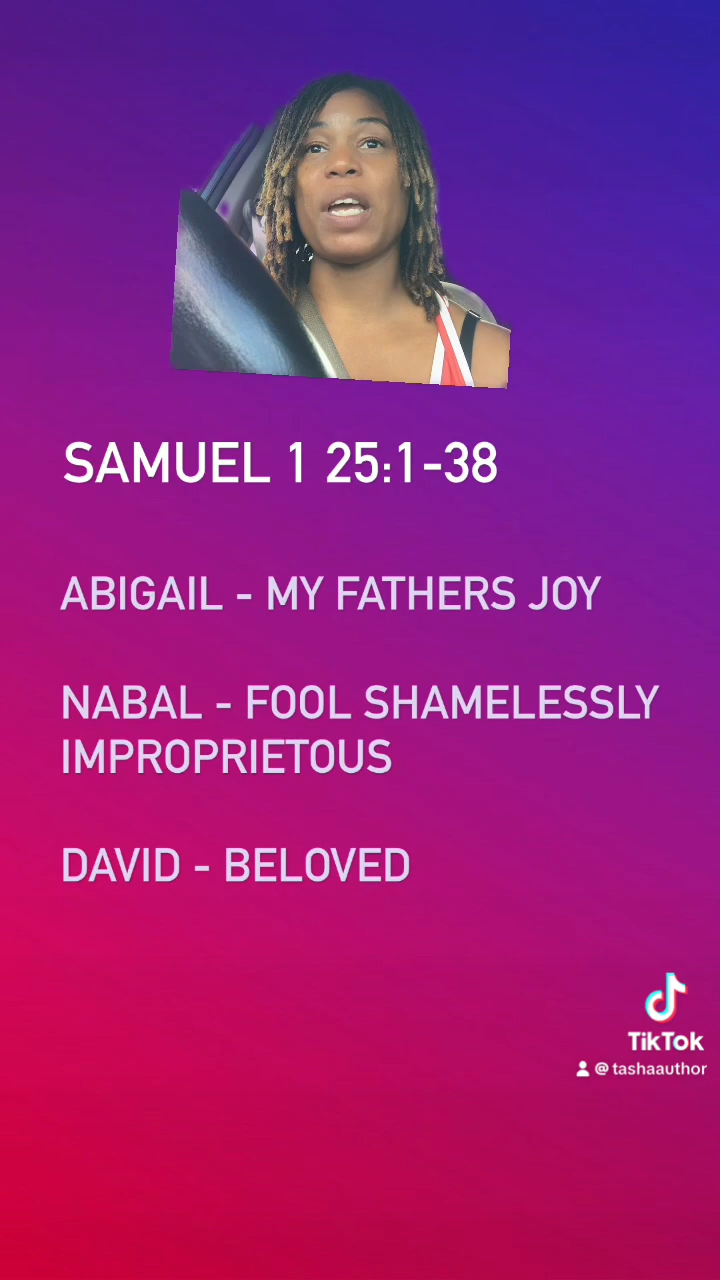 SAMUEL 1 25:1-38
ABIGAIL - MY FATHERS JOY
NABAL - FOOL SHAMELESSLY
IMPROPRIETOUS
DAVID - BELOVED
TikTok
@tashaauthor